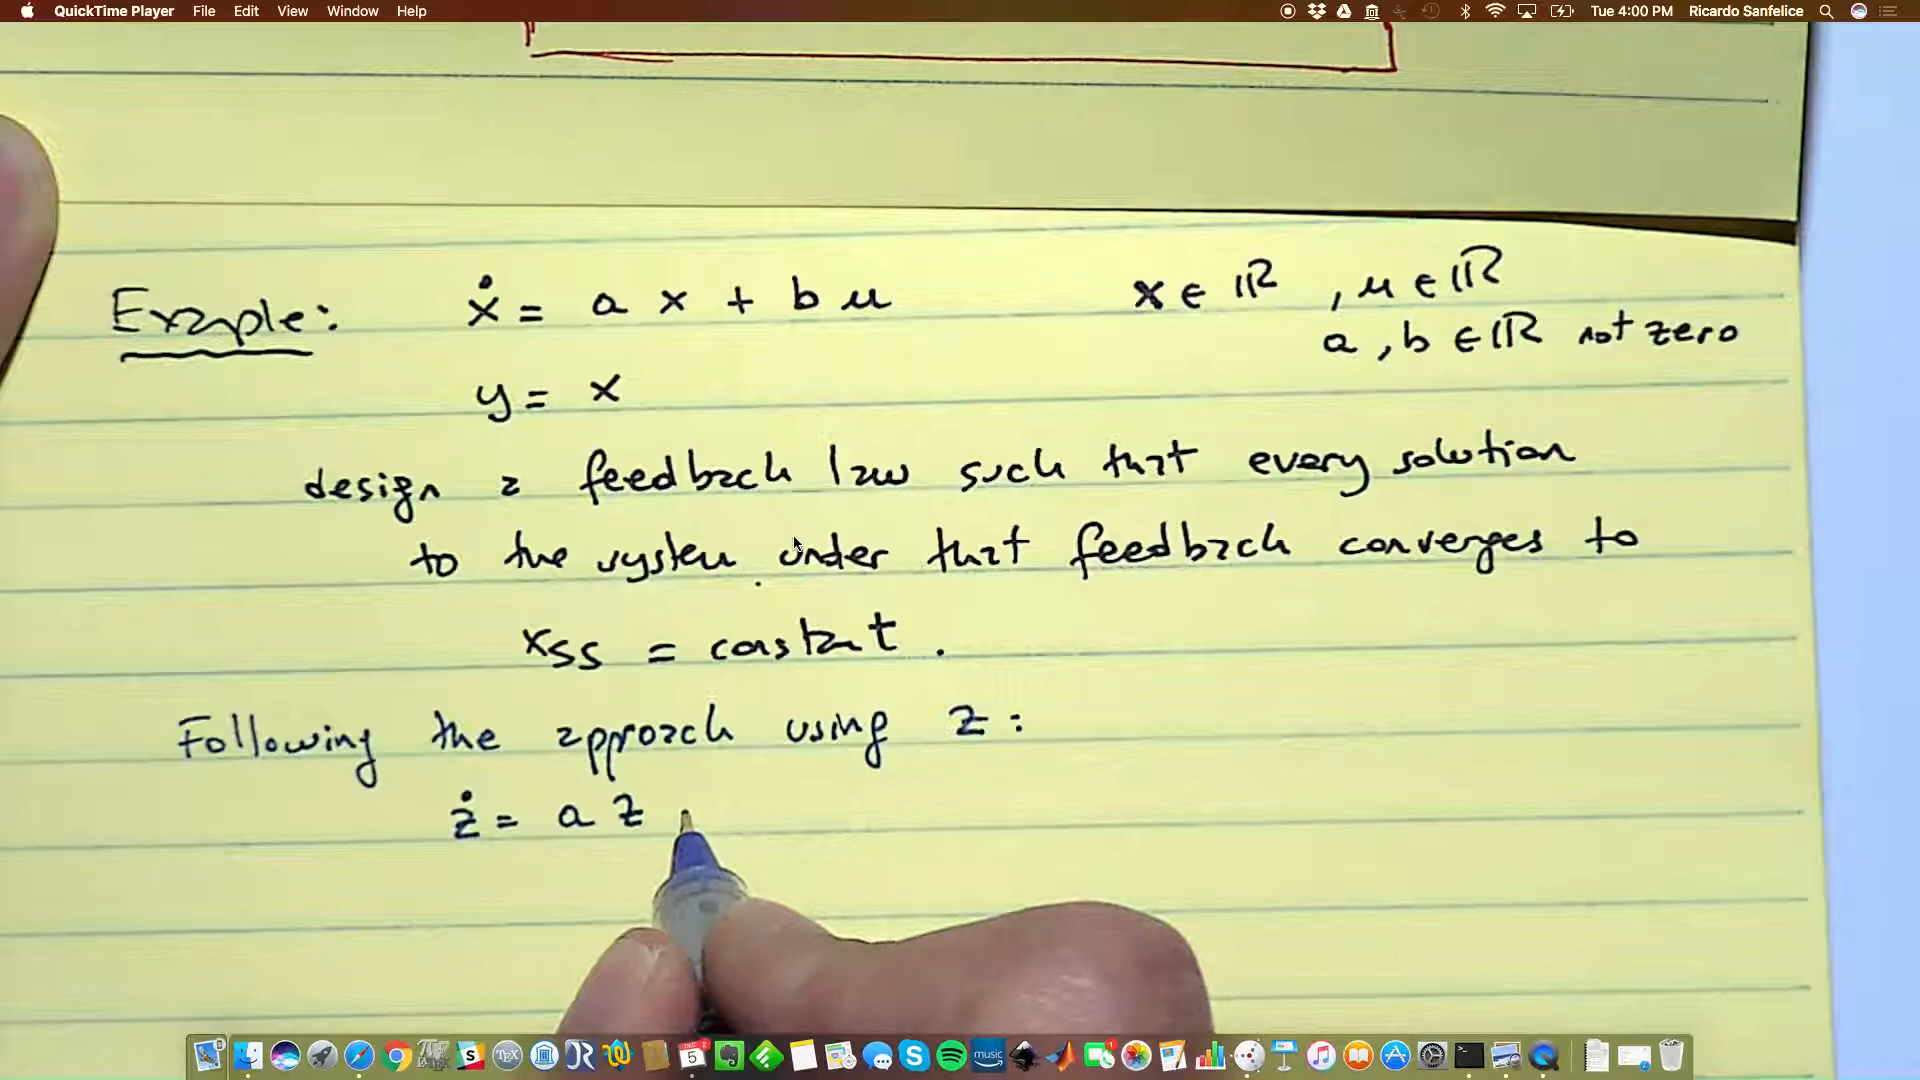 QuickTime Player File Edit View Window Help Tue 4:00 PM Ricardo Sanfelice
Example: ẋ = a x + b u x ∈ ℝ , u ∈ ℝ
a , b ∈ ℝ not zero
y = x
design a feedback law such that every solution
to the system under that feedback converges to
xss = constant .
Following the approach using z :
ż = a z